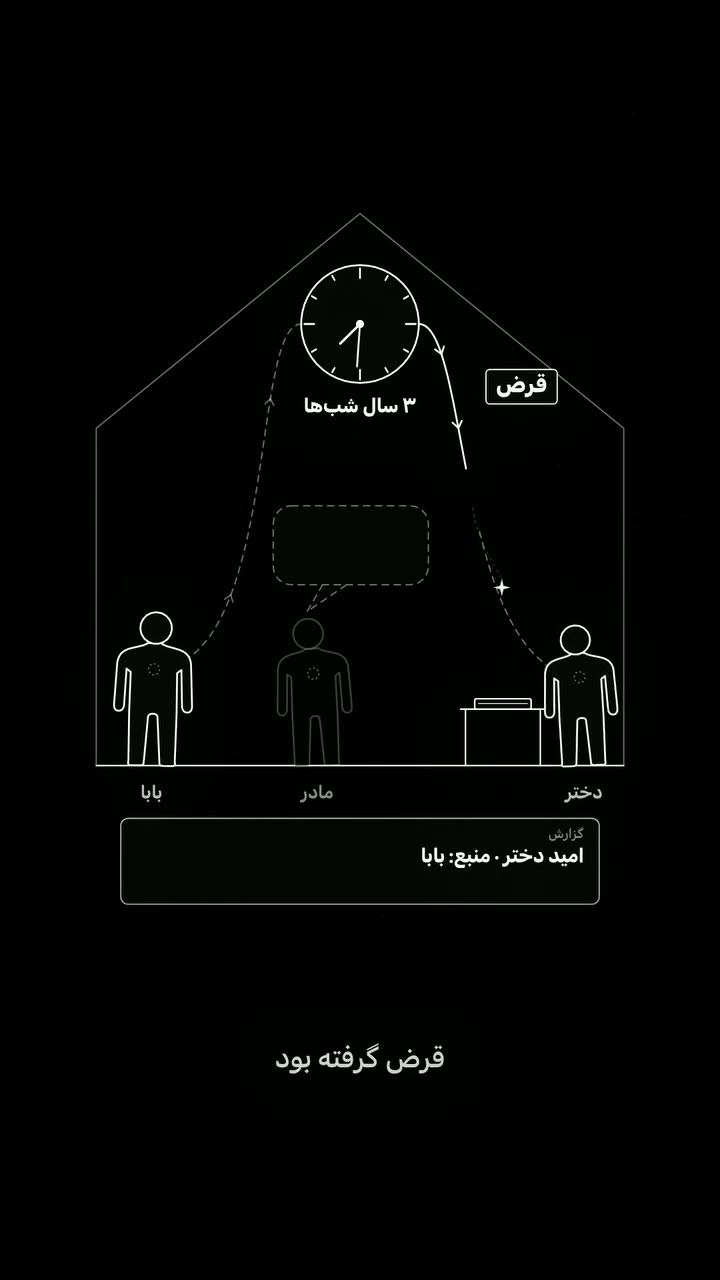 قرض
۳ سال شب‌ها
بابا
مادر
دختر
گزارش
امید دختر · منبع: بابا
قرض گرفته بود